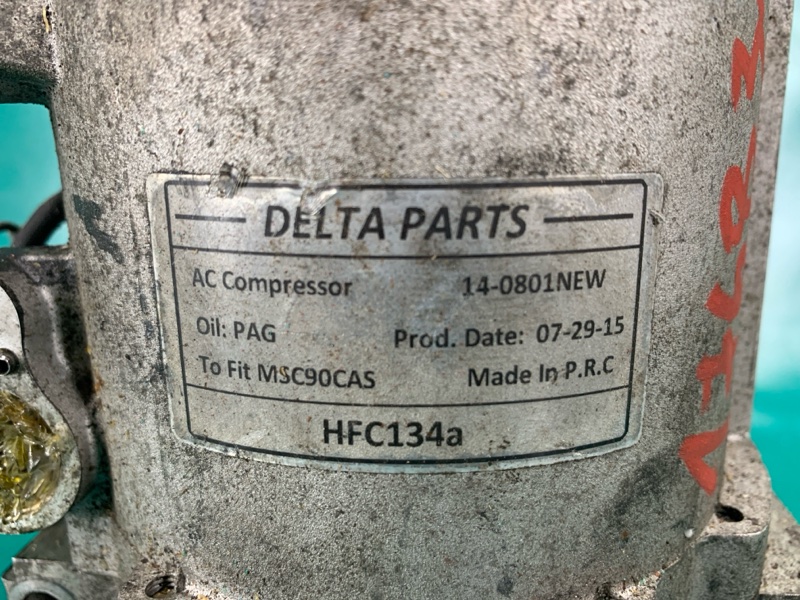 DELTA PARTS
AC Compressor 14-0801NEW
Oil: PAG Prod. Date: 07-29-15
To Fit MSC90CAS Made In P.R.C
HFC134a